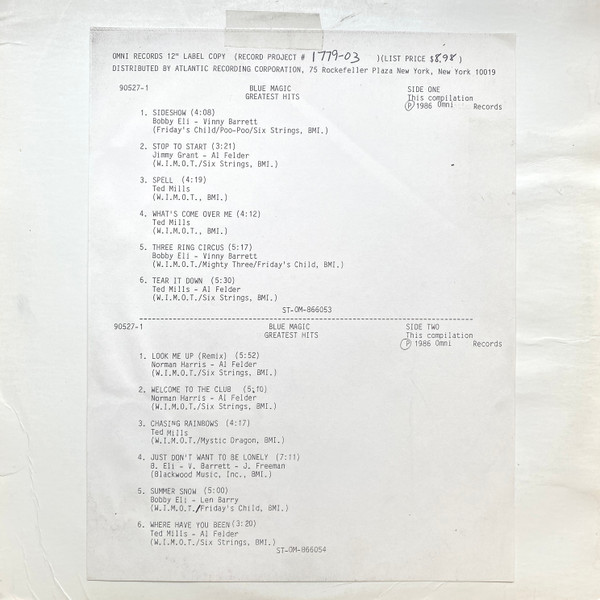 OMNI RECORDS 12" LABEL COPY (RECORD PROJECT # 1779-03 )(LIST PRICE $8.98 )
DISTRIBUTED BY ATLANTIC RECORDING CORPORATION, 75 Rockefeller Plaza New York, New York 10019
90527-1 BLUE MAGIC SIDE ONE
GREATEST HITS This compilation
Ⓟ 1986 Omni Records
1. SIDESHOW (4:08)
Bobby Eli - Vinny Barrett
(Friday's Child/Poo-Poo/Six Strings, BMI.)
2. STOP TO START (3:21)
Jimmy Grant - Al Felder
(W.I.M.O.T./Six Strings, BMI.)
3. SPELL (4:19)
Ted Mills
(W.I.M.O.T., BMI.)
4. WHAT'S COME OVER ME (4:12)
Ted Mills
(W.I.M.O.T., BMI.)
5. THREE RING CIRCUS (5:17)
Bobby Eli - Vinny Barrett
(W.I.M.O.T./Mighty Three/Friday's Child, BMI.)
6. TEAR IT DOWN (5:30)
Ted Mills - Al Felder
(W.I.M.O.T./Six Strings, BMI.)
ST-OM-866053
90527-1 BLUE MAGIC SIDE TWO
GREATEST HITS This compilation
Ⓟ 1986 Omni Records
1. LOOK ME UP (Remix) (5:52)
Norman Harris - Al Felder
(W.I.M.O.T./Six Strings, BMI.)
2. WELCOME TO THE CLUB (5:10)
Norman Harris - Al Felder
(W.I.M.O.T./Six Strings, BMI.)
3. CHASING RAINBOWS (4:17)
Ted Mills
(W.I.M.O.T./Mystic Dragon, BMI.)
4. JUST DON'T WANT TO BE LONELY (7:11)
B. Eli - V. Barrett - J. Freeman
(Blackwood Music, Inc., BMI.)
5. SUMMER SNOW (5:00)
Bobby Eli - Len Barry
(W.I.M.O.T./Friday's Child, BMI.)
6. WHERE HAVE YOU BEEN (3:20)
Ted Mills - Al Felder
(W.I.M.O.T./Six Strings, BMI.)
ST-OM-866054